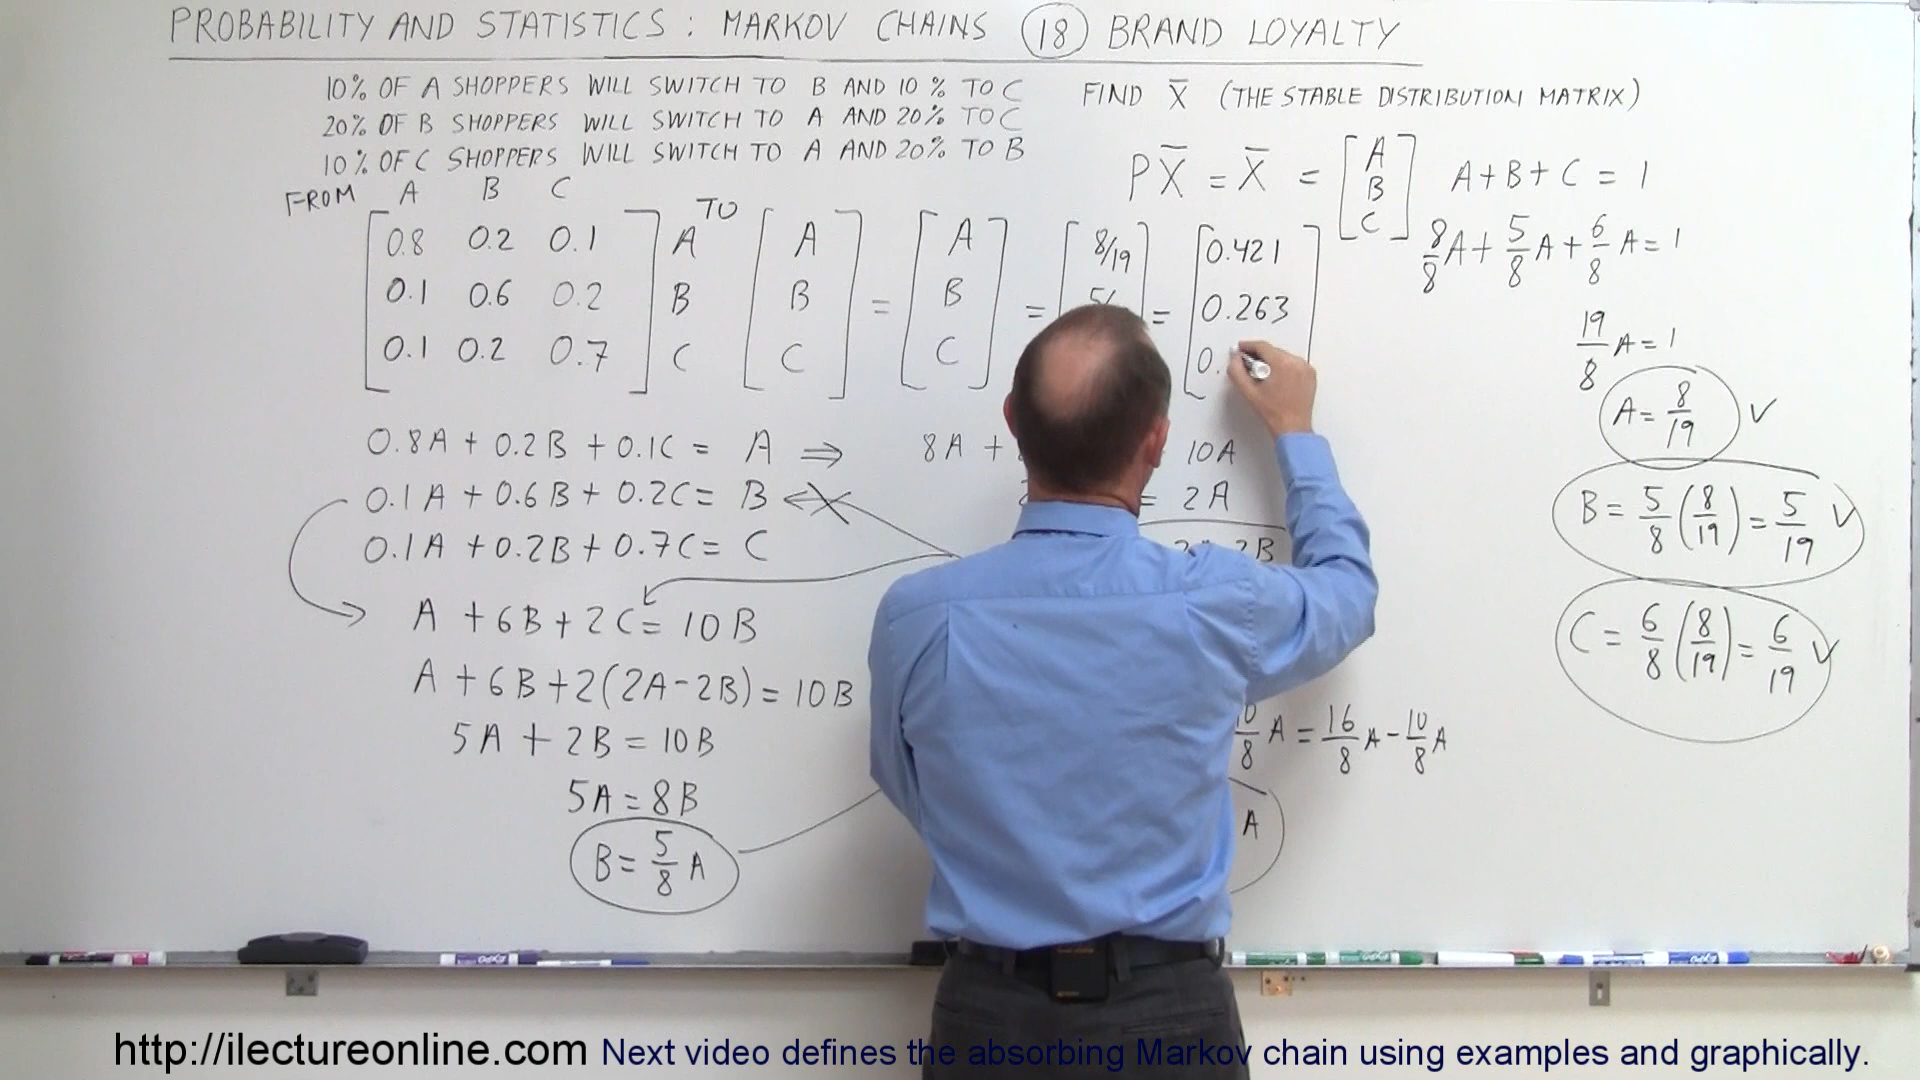 PROBABILITY AND STATISTICS : MARKOV CHAINS 18 BRAND LOYALTY
10% OF A SHOPPERS WILL SWITCH TO B AND 10 % TO C
20% OF B SHOPPERS WILL SWITCH TO A AND 20% TO C
10% OF C SHOPPERS WILL SWITCH TO A AND 20% TO B
FIND X̄ (THE STABLE DISTRIBUTION MATRIX)
PX̄ = X̄ = [A B C] A+B+C = 1
FROM A B C TO
0.8 0.2 0.1 A A A 8/19 0.421
0.1 0.6 0.2 B B = B = 5/ = 0.263
0.1 0.2 0.7 C C C 0.
8/8 A + 5/8 A + 6/8 A = 1
19/8 A = 1
A = 8/19 ✓
B = 5/8 (8/19) = 5/19 ✓
C = 6/8 (8/19) = 6/19 ✓
0.8A + 0.2B + 0.1C = A ⇒ 8A + 10A
0.1A + 0.6B + 0.2C = B = 2A
0.1A + 0.2B + 0.7C = C 2B
A + 6B + 2C = 10B
A + 6B + 2(2A-2B) = 10B
5A + 2B = 10B
5A = 8B
B = 5/8 A
10/8 A = 16/8 A - 10/8 A
A
http://ilectureonline.com Next video defines the absorbing Markov chain using examples and graphically.